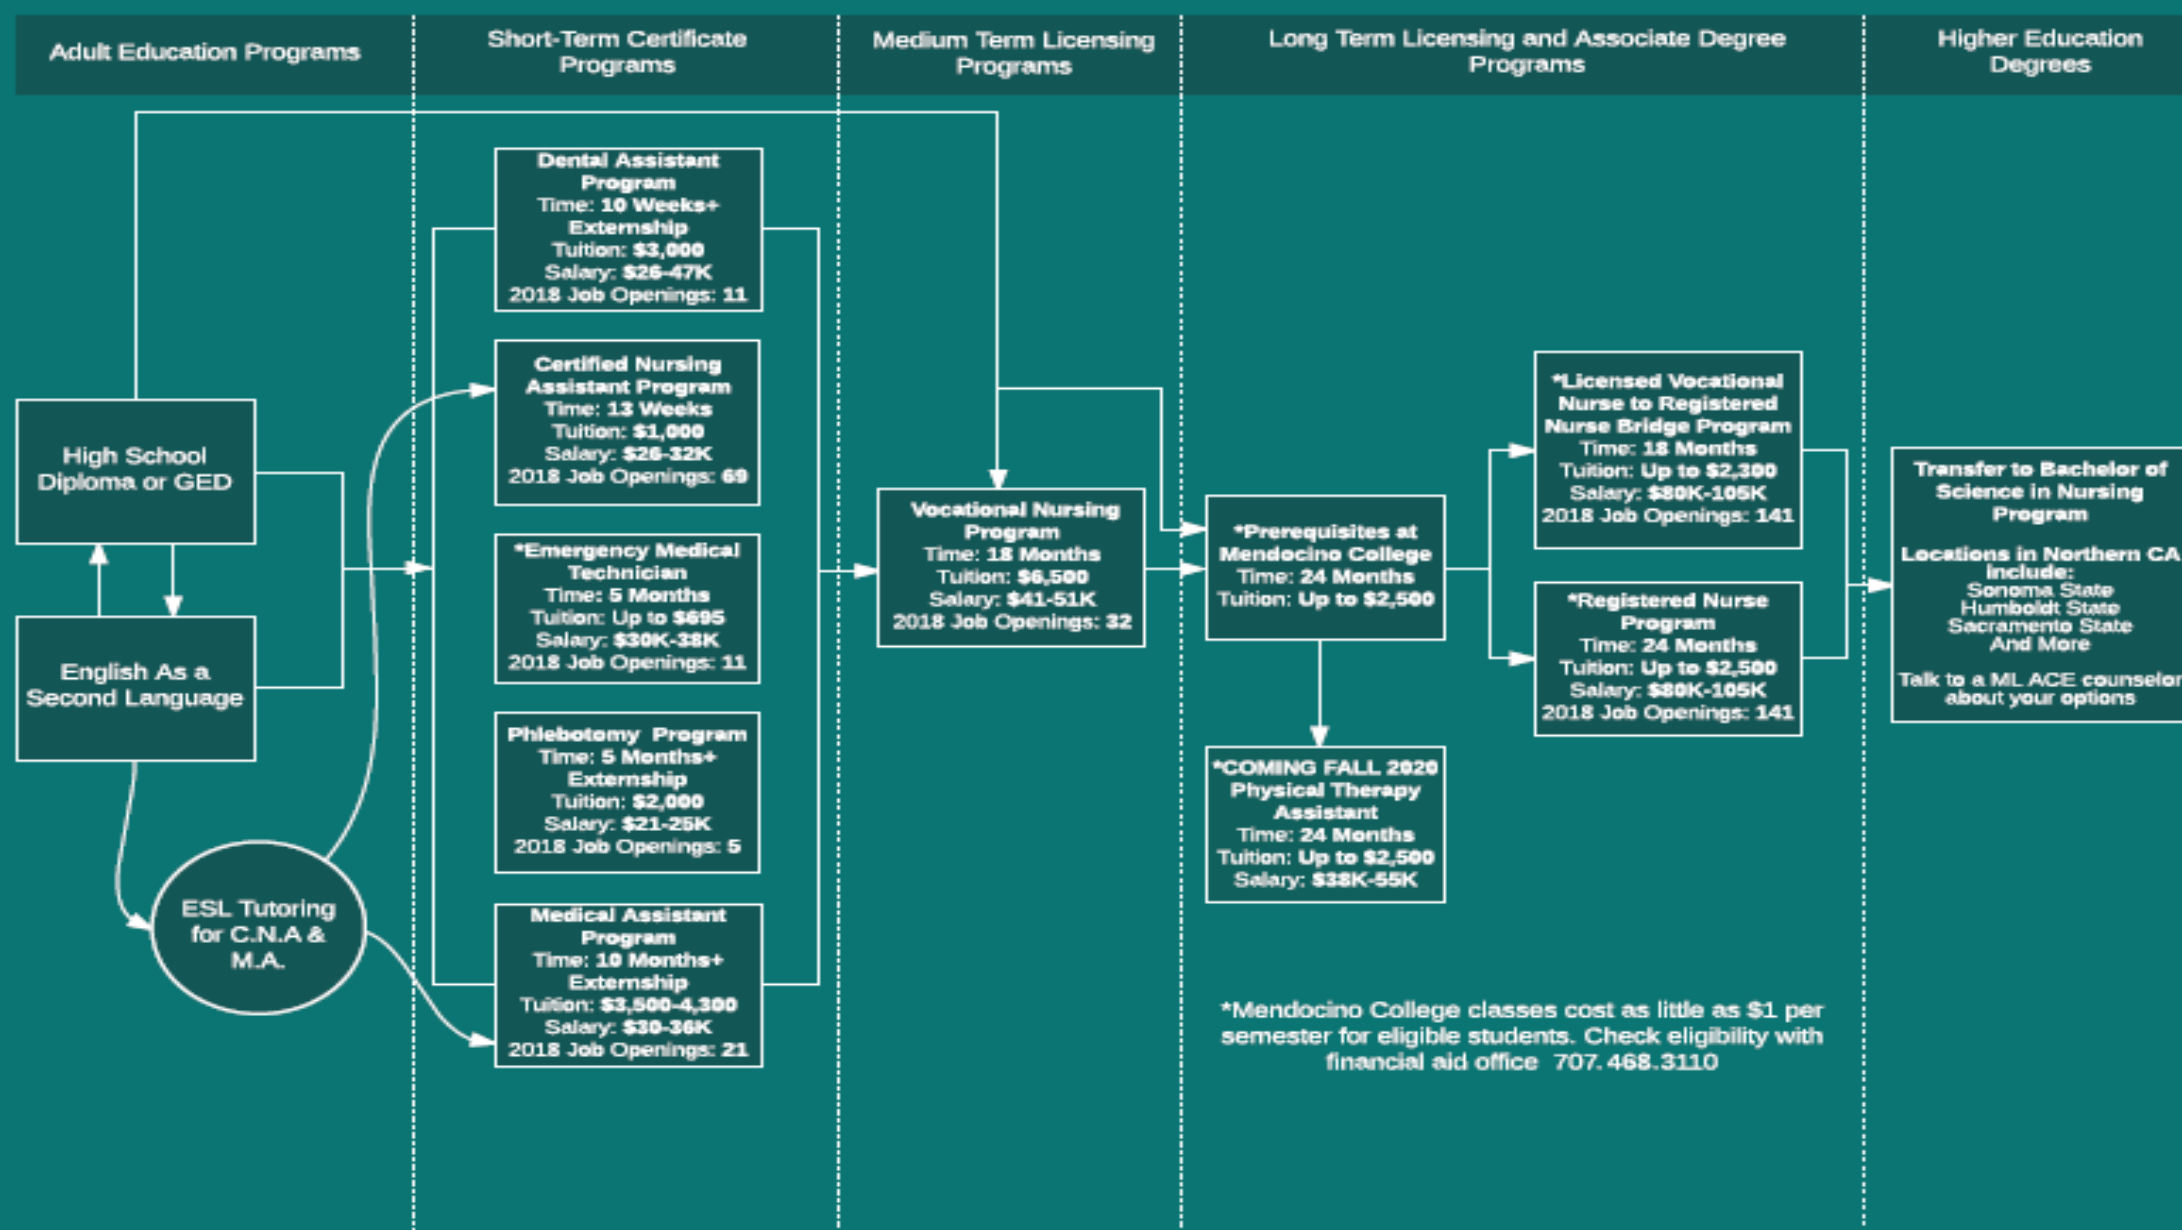 Adult Education Programs
Short-Term Certificate
Programs
Medium Term Licensing
Programs
Long Term Licensing and Associate Degree
Programs
Higher Education
Degrees
High School
Diploma or GED
English As a
Second Language
ESL Tutoring
for C.N.A &
M.A.
Dental Assistant
Program
Time: 10 Weeks+
Externship
Tuition: $3,000
Salary: $26-47K
2018 Job Openings: 11
Certified Nursing
Assistant Program
Time: 13 Weeks
Tuition: $1,000
Salary: $26-32K
2018 Job Openings: 69
*Emergency Medical
Technician
Time: 5 Months
Tuition: Up to $695
Salary: $30K-38K
2018 Job Openings: 11
Phlebotomy Program
Time: 5 Months+
Externship
Tuition: $2,000
Salary: $21-25K
2018 Job Openings: 5
Medical Assistant
Program
Time: 10 Months+
Externship
Tuition: $3,500-4,300
Salary: $30-36K
2018 Job Openings: 21
Vocational Nursing
Program
Time: 18 Months
Tuition: $6,500
Salary: $41-51K
2018 Job Openings: 32
*Prerequisites at
Mendocino College
Time: 24 Months
Tuition: Up to $2,500
*COMING FALL 2020
Physical Therapy
Assistant
Time: 24 Months
Tuition: Up to $2,500
Salary: $38K-55K
*Licensed Vocational
Nurse to Registered
Nurse Bridge Program
Time: 18 Months
Tuition: Up to $2,300
Salary: $80K-105K
2018 Job Openings: 141
*Registered Nurse
Program
Time: 24 Months
Tuition: Up to $2,500
Salary: $80K-105K
2018 Job Openings: 141
Transfer to Bachelor of
Science in Nursing
Program
Locations in Northern CA
include:
Sonoma State
Humboldt State
Sacramento State
And More
Talk to a ML ACE counselor
about your options
*Mendocino College classes cost as little as $1 per
semester for eligible students. Check eligibility with
financial aid office 707.468.3110